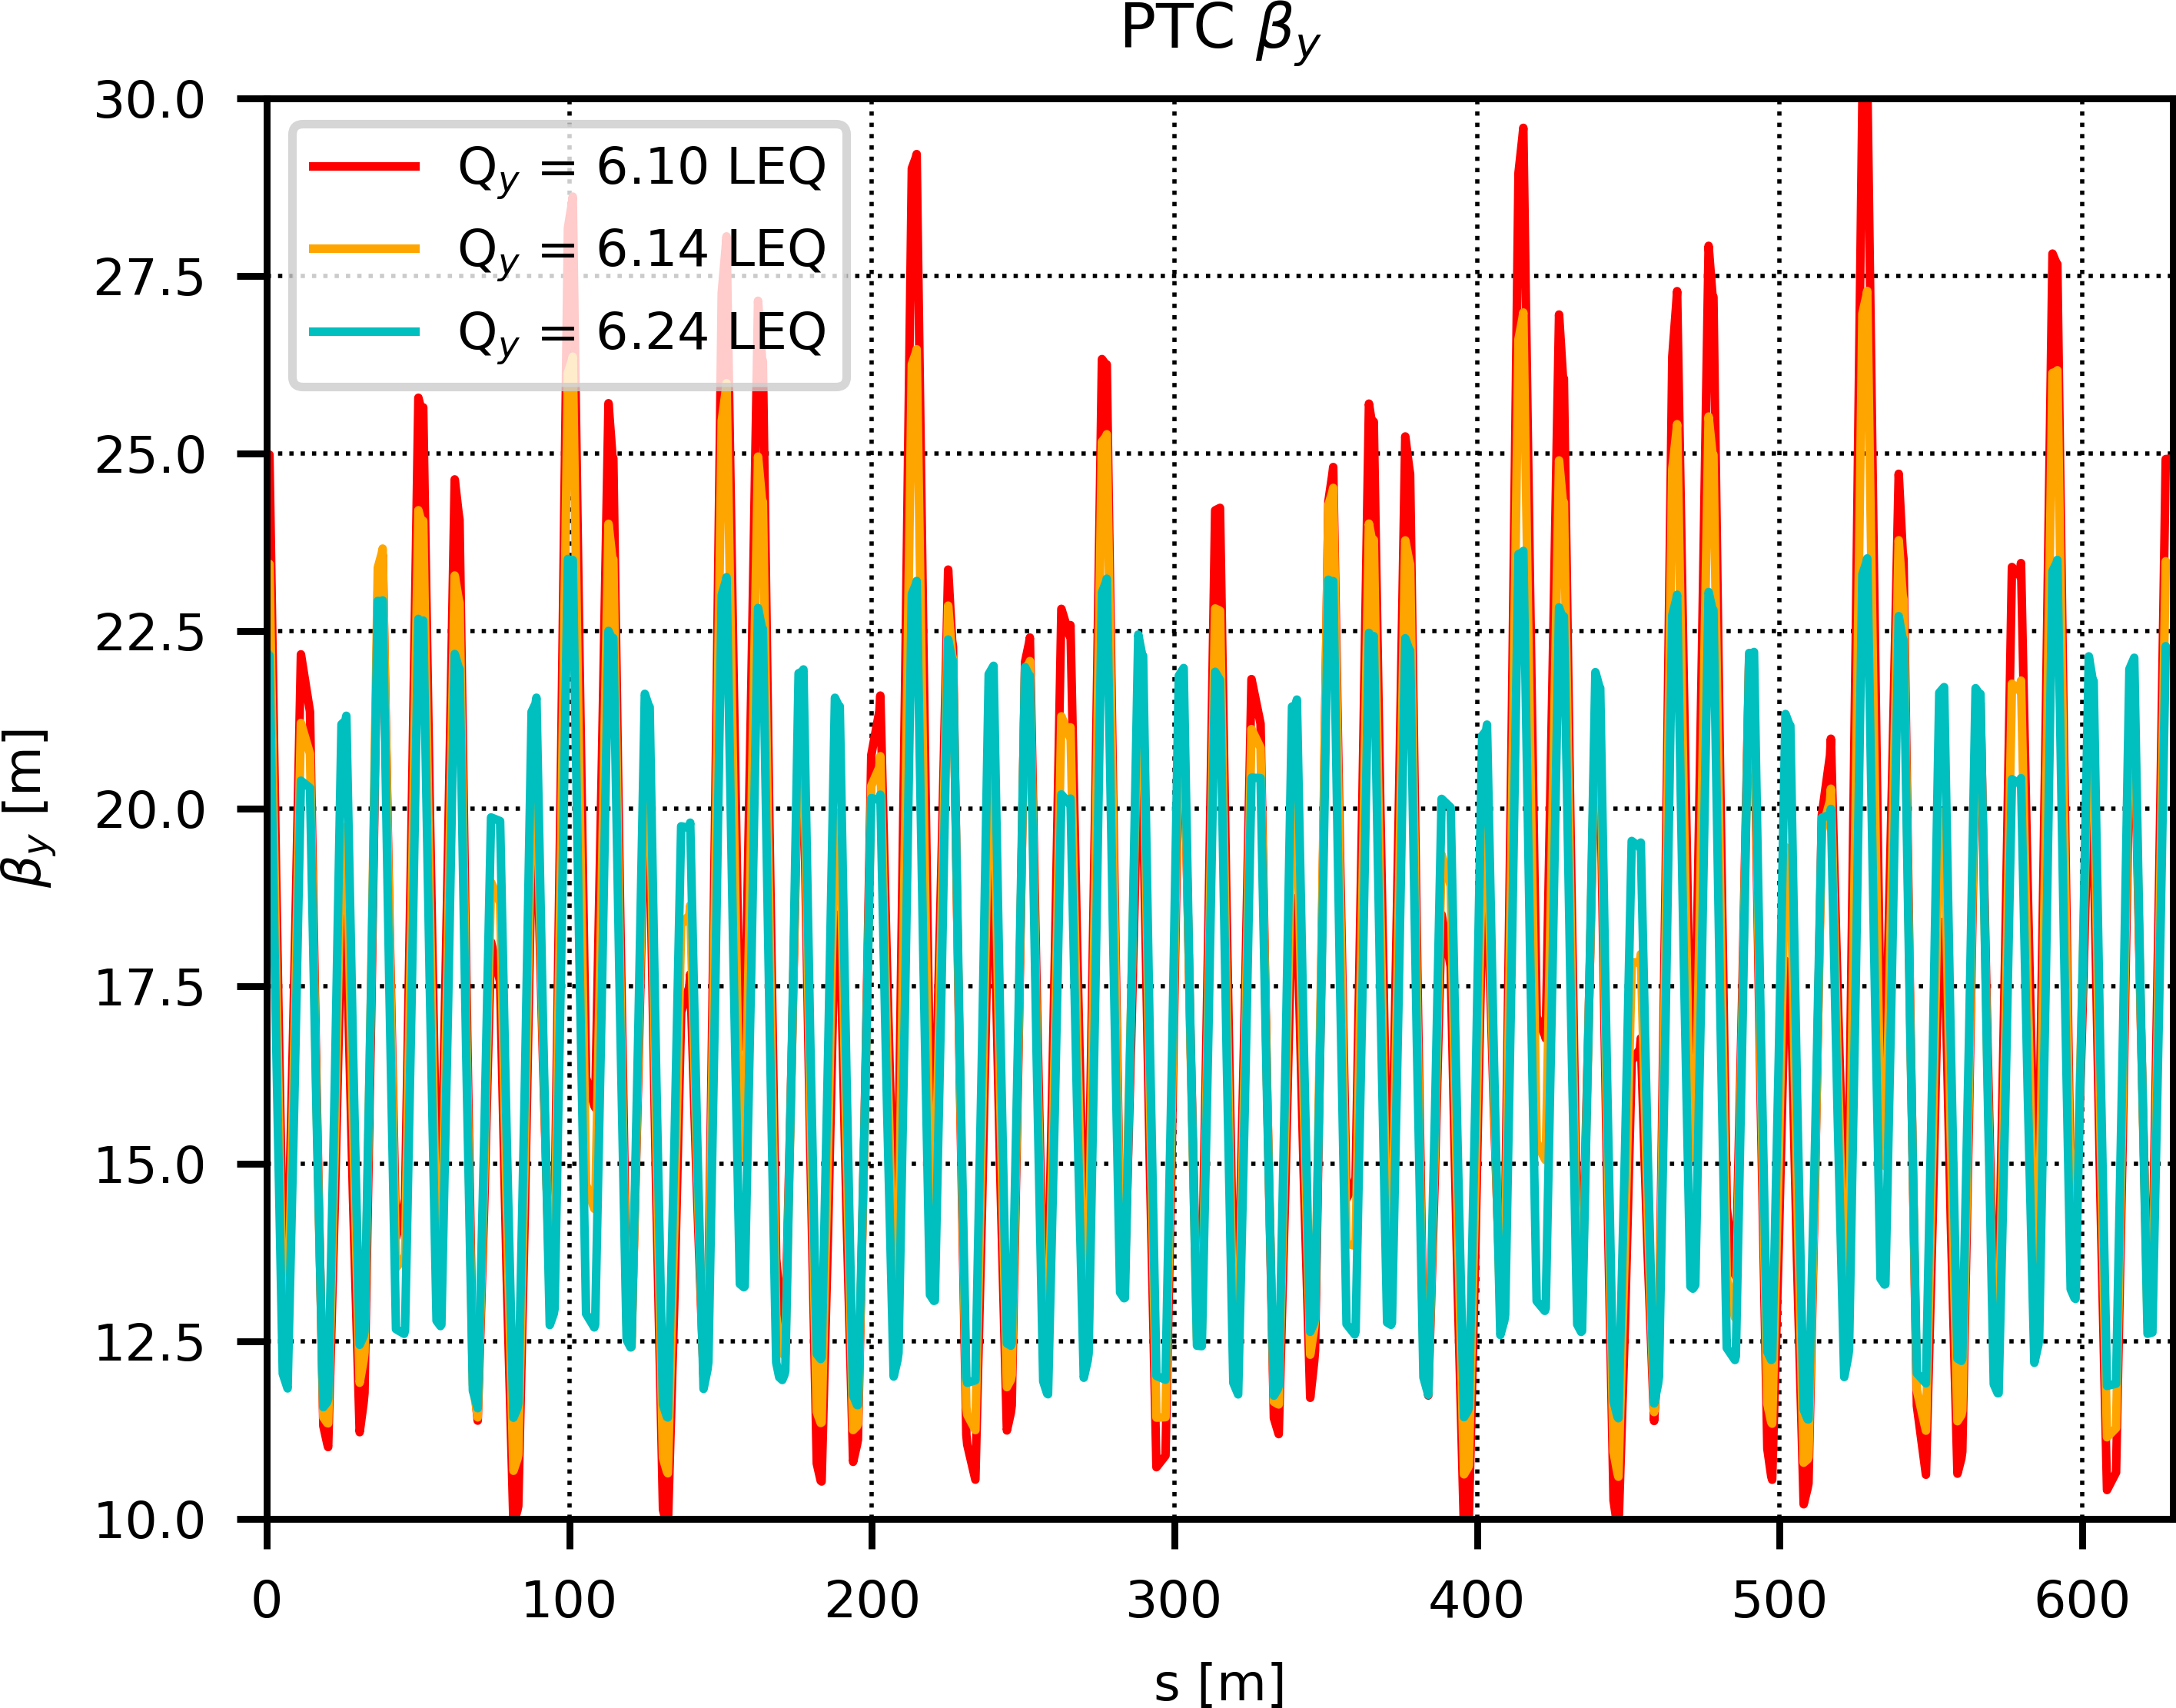 PTC βy
30.0
27.5
25.0
22.5
20.0
17.5
15.0
12.5
10.0
βy [m]
Qy = 6.10 LEQ
Qy = 6.14 LEQ
Qy = 6.24 LEQ
0 100 200 300 400 500 600
s [m]